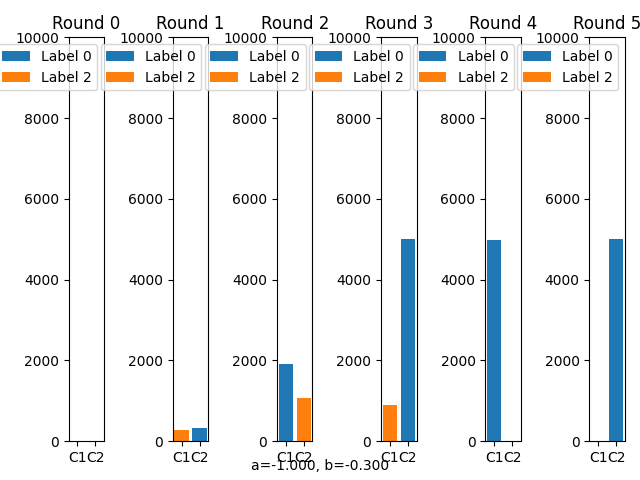 Round 0 Round 1 Round 2 Round 3 Round 4 Round 5
10000 10000 10000 10000 10000 10000
Label 0 Label 0 Label 0 Label 0 Label 0 Label 0
Label 2 Label 2 Label 2 Label 2 Label 2 Label 2
8000 8000 8000 8000 8000 8000
6000 6000 6000 6000 6000 6000
4000 4000 4000 4000 4000 4000
2000 2000 2000 2000 2000 2000
0 0 0 0 0 0
C1C2 C1C2 C1C2 C1C2 C1C2 C1C2
a=-1.000, b=-0.300